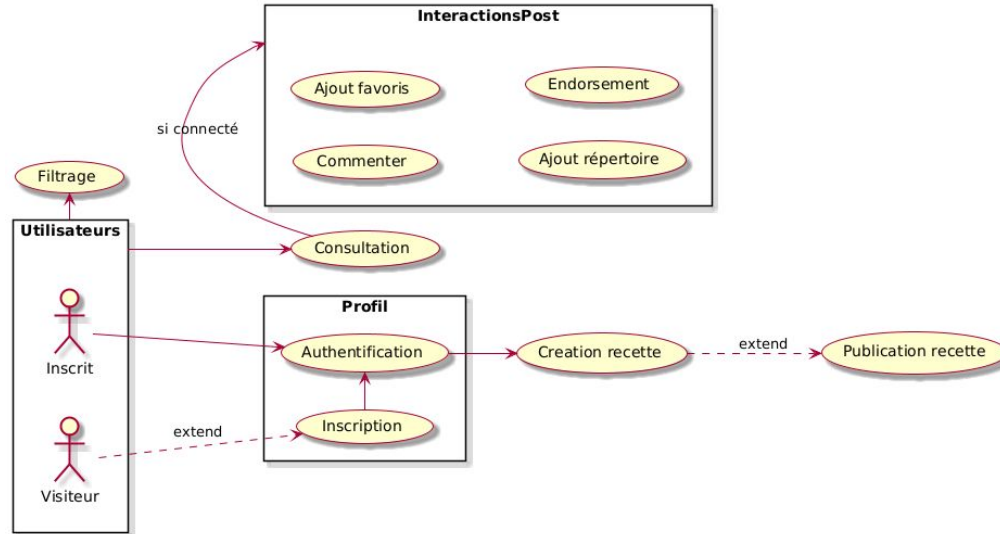 InteractionsPost
Ajout favoris
Endorsement
si connecté
Commenter
Ajout répertoire
Filtrage
Utilisateurs
Consultation
Profil
Inscrit
Authentification
Creation recette
extend
Publication recette
extend
Inscription
Visiteur